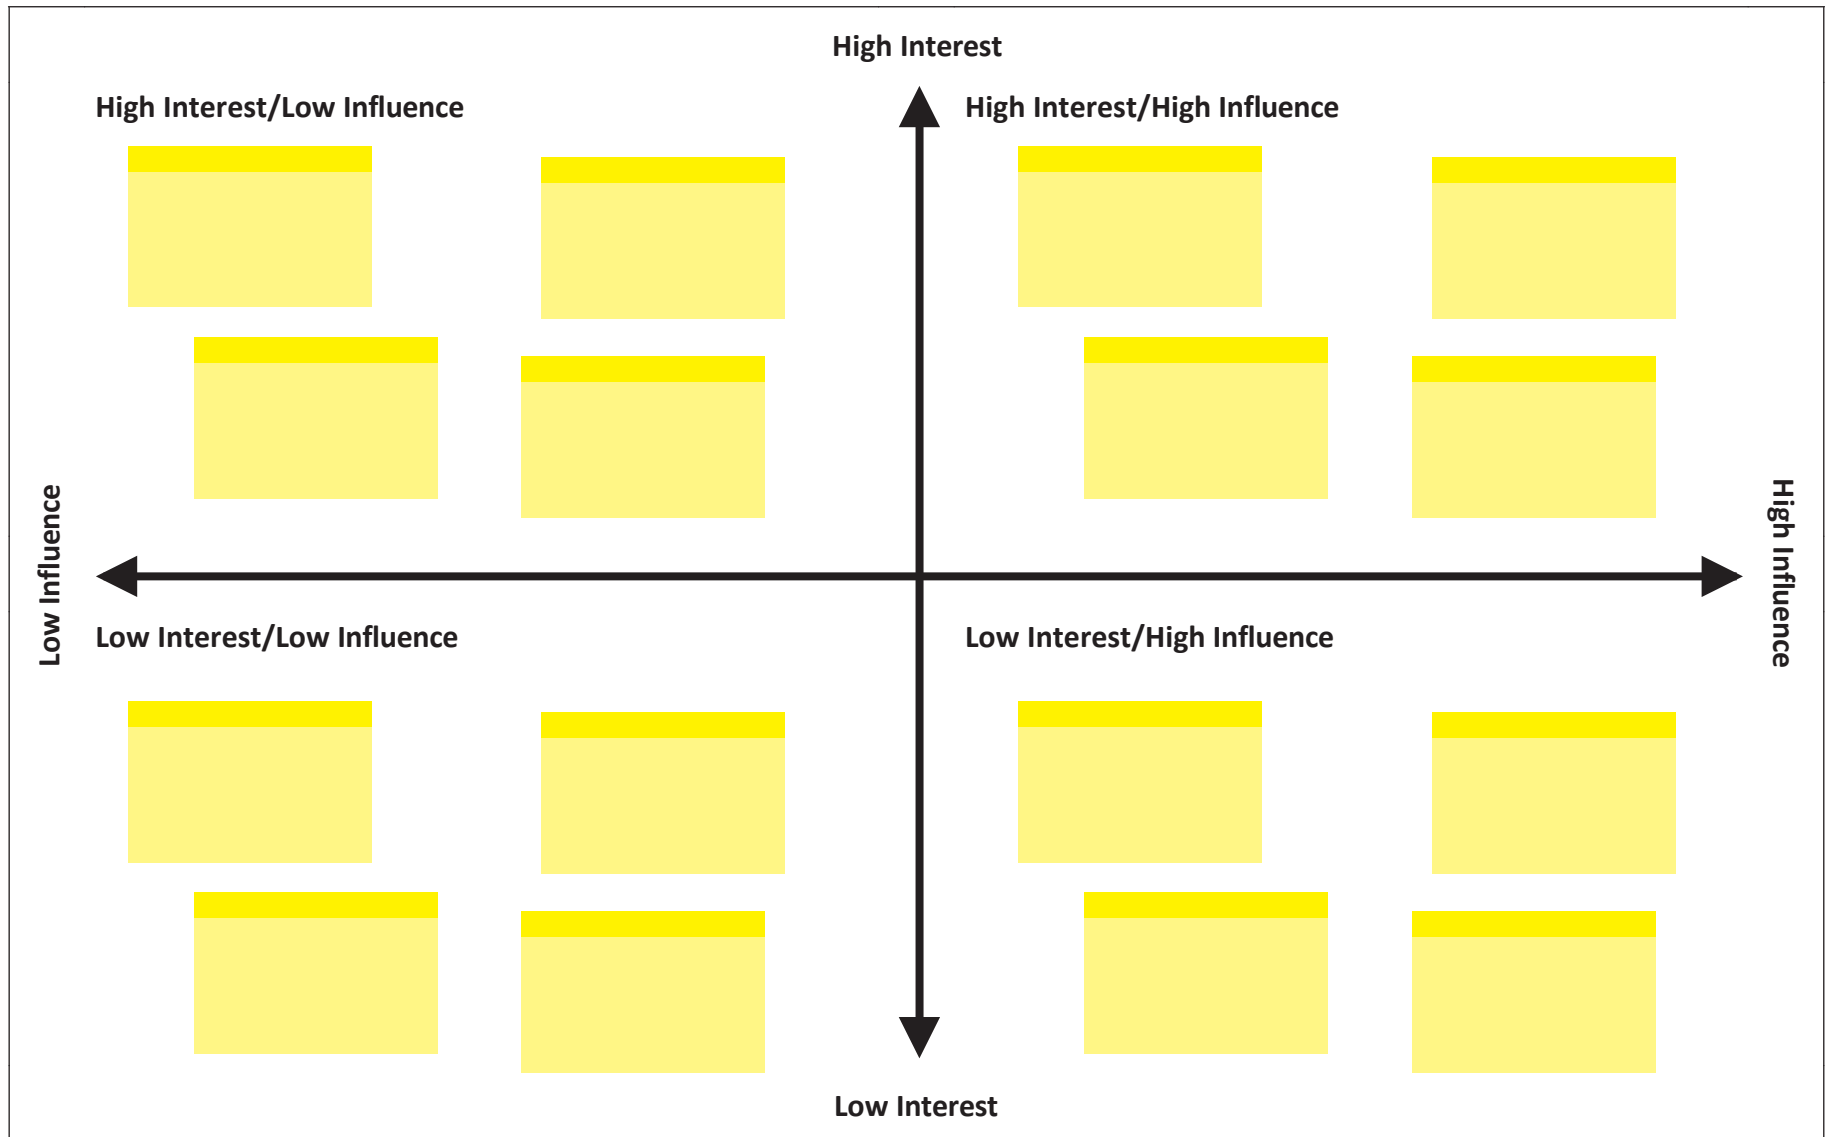 High Interest
High Interest/Low Influence
High Interest/High Influence
Low Influence
High Influence
Low Interest/Low Influence
Low Interest/High Influence
Low Interest